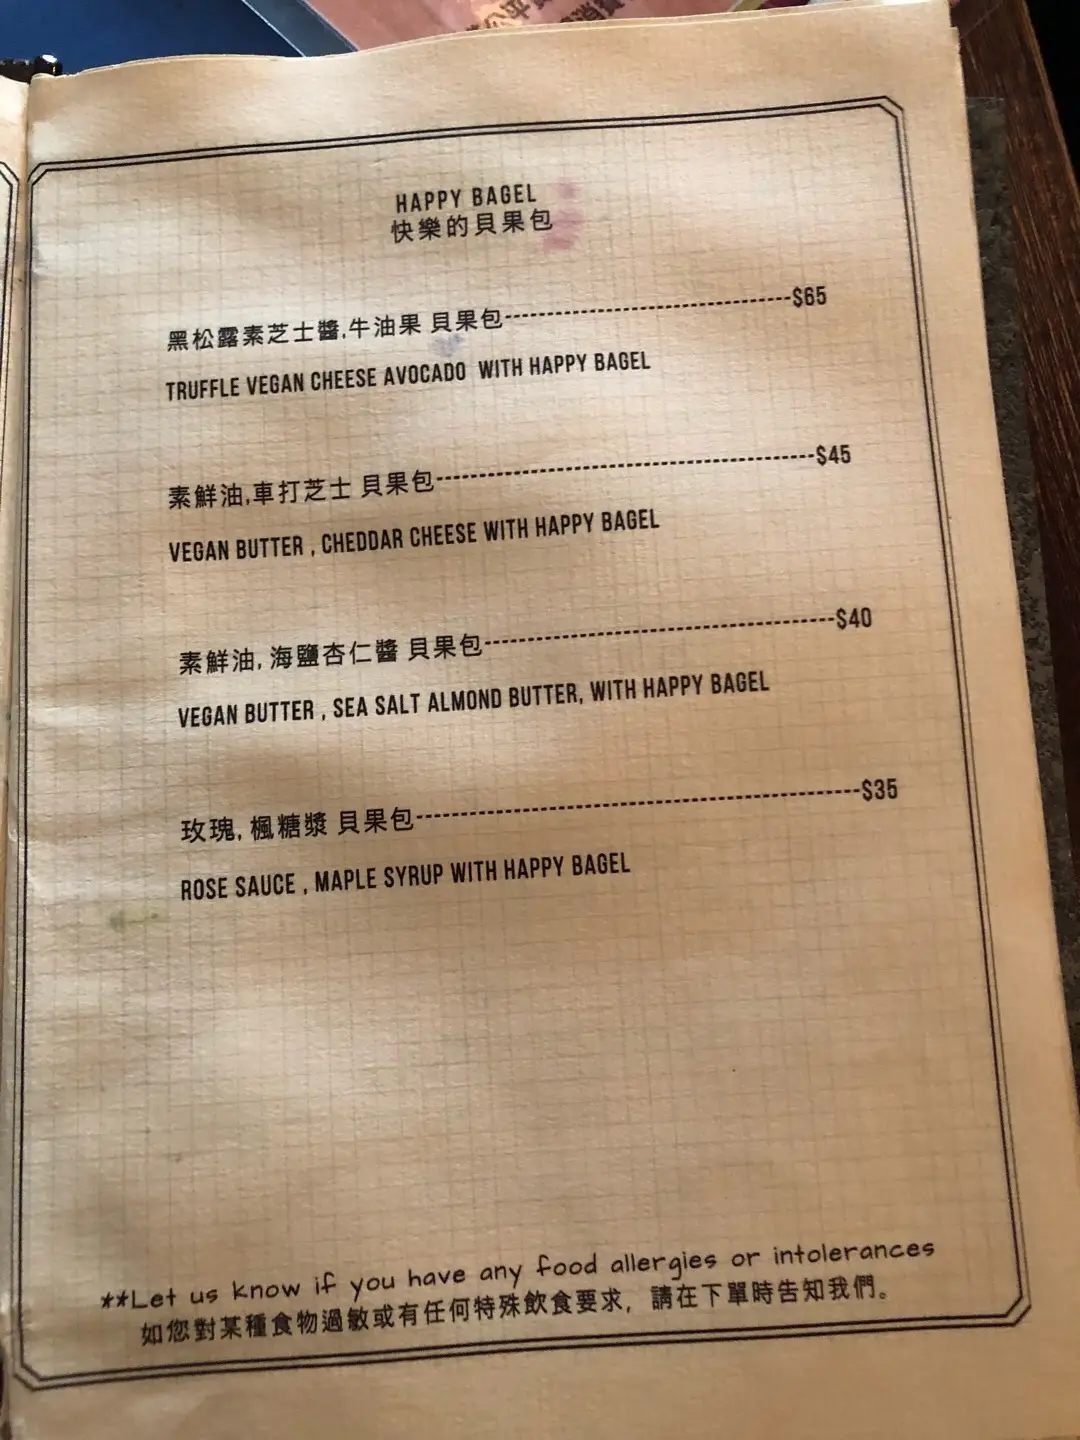 HAPPY BAGEL
快樂的貝果包
黑松露素芝士醬,牛油果 貝果包-----------------------------------$65
TRUFFLE VEGAN CHEESE AVOCADO WITH HAPPY BAGEL
素鮮油,車打芝士 貝果包----------------------------------------------$45
VEGAN BUTTER , CHEDDAR CHEESE WITH HAPPY BAGEL
素鮮油, 海鹽杏仁醬 貝果包-------------------------------------------$40
VEGAN BUTTER , SEA SALT ALMOND BUTTER, WITH HAPPY BAGEL
玫瑰, 楓糖漿 貝果包------------------------------------------------------$35
ROSE SAUCE , MAPLE SYRUP WITH HAPPY BAGEL
**Let us know if you have any food allergies or intolerances
如您對某種食物過敏或有任何特殊飲食要求, 請在下單時告知我們。